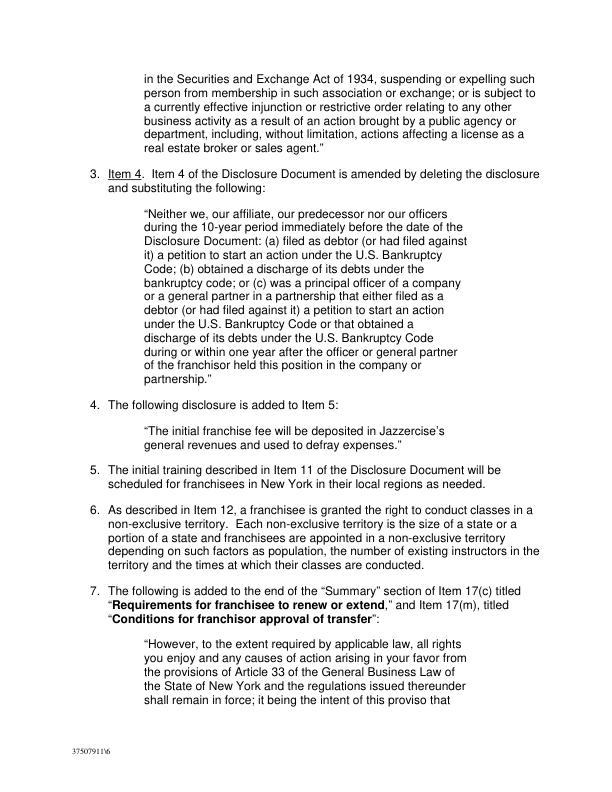 in the Securities and Exchange Act of 1934, suspending or expelling such
person from membership in such association or exchange; or is subject to
a currently effective injunction or restrictive order relating to any other
business activity as a result of an action brought by a public agency or
department, including, without limitation, actions affecting a license as a
real estate broker or sales agent.”
3. Item 4. Item 4 of the Disclosure Document is amended by deleting the disclosure
and substituting the following:
“Neither we, our affiliate, our predecessor nor our officers
during the 10-year period immediately before the date of the
Disclosure Document: (a) filed as debtor (or had filed against
it) a petition to start an action under the U.S. Bankruptcy
Code; (b) obtained a discharge of its debts under the
bankruptcy code; or (c) was a principal officer of a company
or a general partner in a partnership that either filed as a
debtor (or had filed against it) a petition to start an action
under the U.S. Bankruptcy Code or that obtained a
discharge of its debts under the U.S. Bankruptcy Code
during or within one year after the officer or general partner
of the franchisor held this position in the company or
partnership.”
4. The following disclosure is added to Item 5:
“The initial franchise fee will be deposited in Jazzercise’s
general revenues and used to defray expenses.”
5. The initial training described in Item 11 of the Disclosure Document will be
scheduled for franchisees in New York in their local regions as needed.
6. As described in Item 12, a franchisee is granted the right to conduct classes in a
non-exclusive territory. Each non-exclusive territory is the size of a state or a
portion of a state and franchisees are appointed in a non-exclusive territory
depending on such factors as population, the number of existing instructors in the
territory and the times at which their classes are conducted.
7. The following is added to the end of the “Summary” section of Item 17(c) titled
“Requirements for franchisee to renew or extend,” and Item 17(m), titled
“Conditions for franchisor approval of transfer”:
“However, to the extent required by applicable law, all rights
you enjoy and any causes of action arising in your favor from
the provisions of Article 33 of the General Business Law of
the State of New York and the regulations issued thereunder
shall remain in force; it being the intent of this proviso that
37507911\6